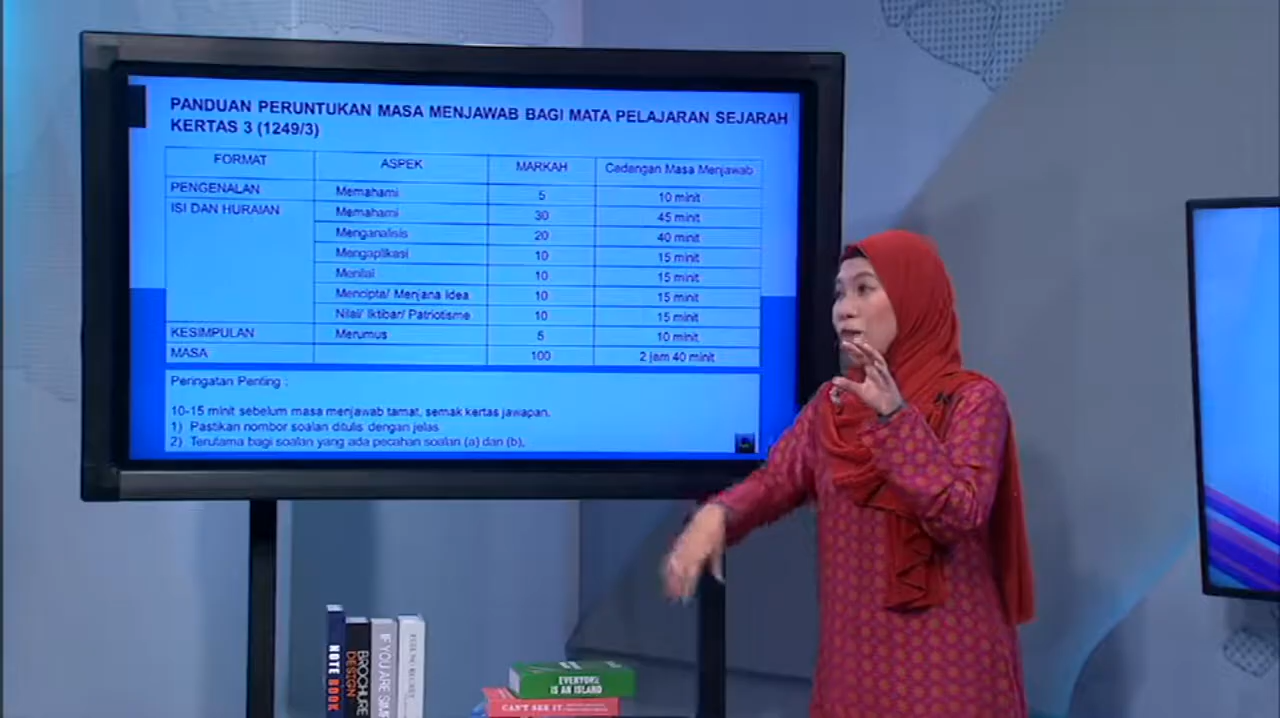 PANDUAN PERUNTUKAN MASA MENJAWAB BAGI MATA PELAJARAN SEJARAH
KERTAS 3 (1249/3)
FORMAT ASPEK MARKAH Cadangan Masa Menjawab
PENGENALAN Memahami 5 10 minit
ISI DAN HURAIAN Memahami 30 45 minit
Menganalisis 20 40 minit
Mengaplikasi 10 15 minit
Menilai 10 15 minit
Mencipta/ Menjana Idea 10 15 minit
Nilai/ Iktibar/ Patriotisme 10 15 minit
KESIMPULAN Merumus 5 10 minit
MASA 100 2 jam 40 minit
Peringatan Penting :
10-15 minit sebelum masa menjawab tamat, semak kertas jawapan.
1) Pastikan nombor soalan ditulis dengan jelas
2) Terutama bagi soalan yang ada pecahan soalan (a) dan (b),
NOTE BOOK
BROCHURE DESIGN
IF YOU ARE
EVERYONE
IS AN ISLAND
CAN'T SEE IT